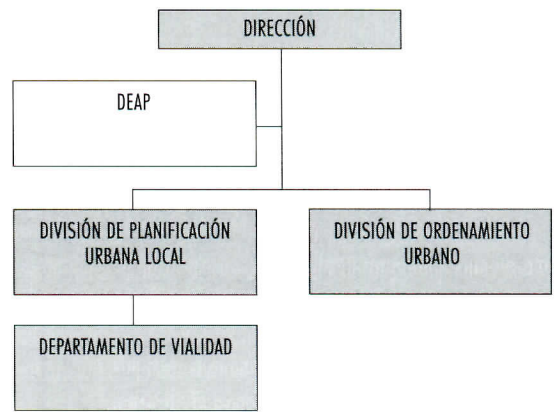 DIRECCIÓN
DEAP
DIVISIÓN DE PLANIFICACIÓN
URBANA LOCAL
DIVISIÓN DE ORDENAMIENTO
URBANO
DEPARTAMENTO DE VIALIDAD